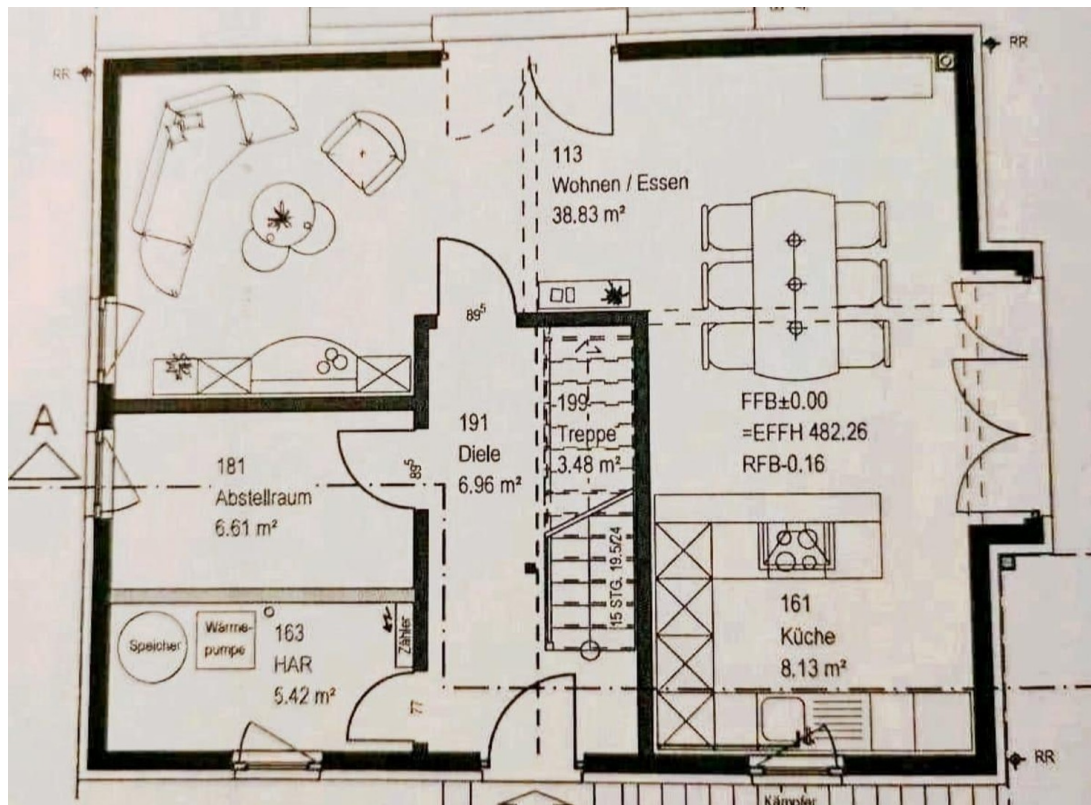 RR
RR
113
Wohnen / Essen
38.83 m²
89⁵
199
Treppe
3.48 m²
FFB±0.00
=EFFH 482.26
RFB-0.16
A
191
Diele
6.96 m²
181
Abstellraum
6.61 m²
89⁵
15 STG. 19.5/24
161
Küche
8.13 m²
Speicher
Wärme-
pumpe
163
HAR
5.42 m²
Zähler
77
RR
Kämpfer